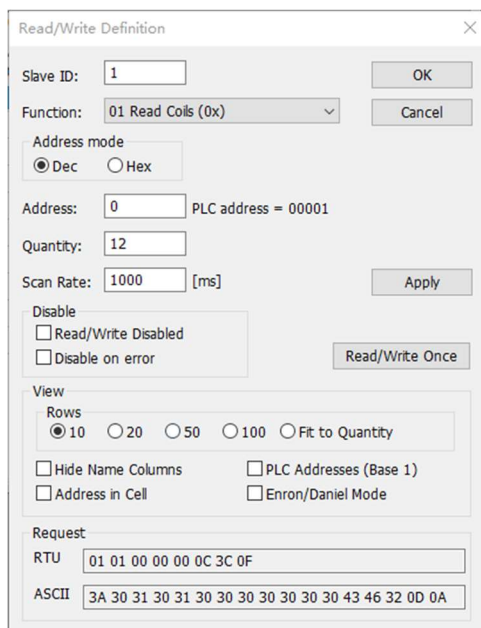 Read/Write Definition
Slave ID: 1 OK
Function: 01 Read Coils (0x) Cancel
Address mode
Dec Hex
Address: 0 PLC address = 00001
Quantity: 12
Scan Rate: 1000 [ms] Apply
Disable
Read/Write Disabled
Disable on error Read/Write Once
View
Rows
10 20 50 100 Fit to Quantity
Hide Name Columns PLC Addresses (Base 1)
Address in Cell Enron/Daniel Mode
Request
RTU 01 01 00 00 00 0C 3C 0F
ASCII 3A 30 31 30 31 30 30 30 30 30 30 30 43 46 32 0D 0A